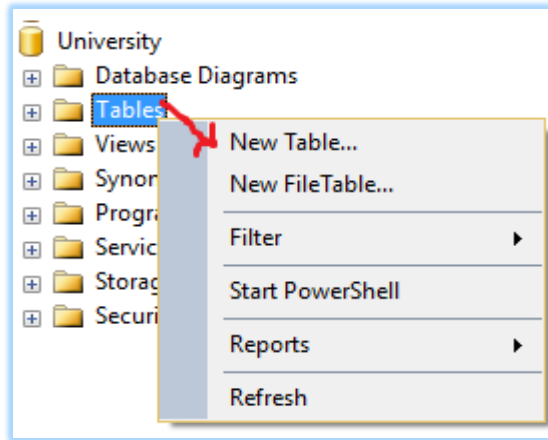 University
Database Diagrams
Tables
Views
New Table...
New FileTable...
Filter
Start PowerShell
Reports
Refresh